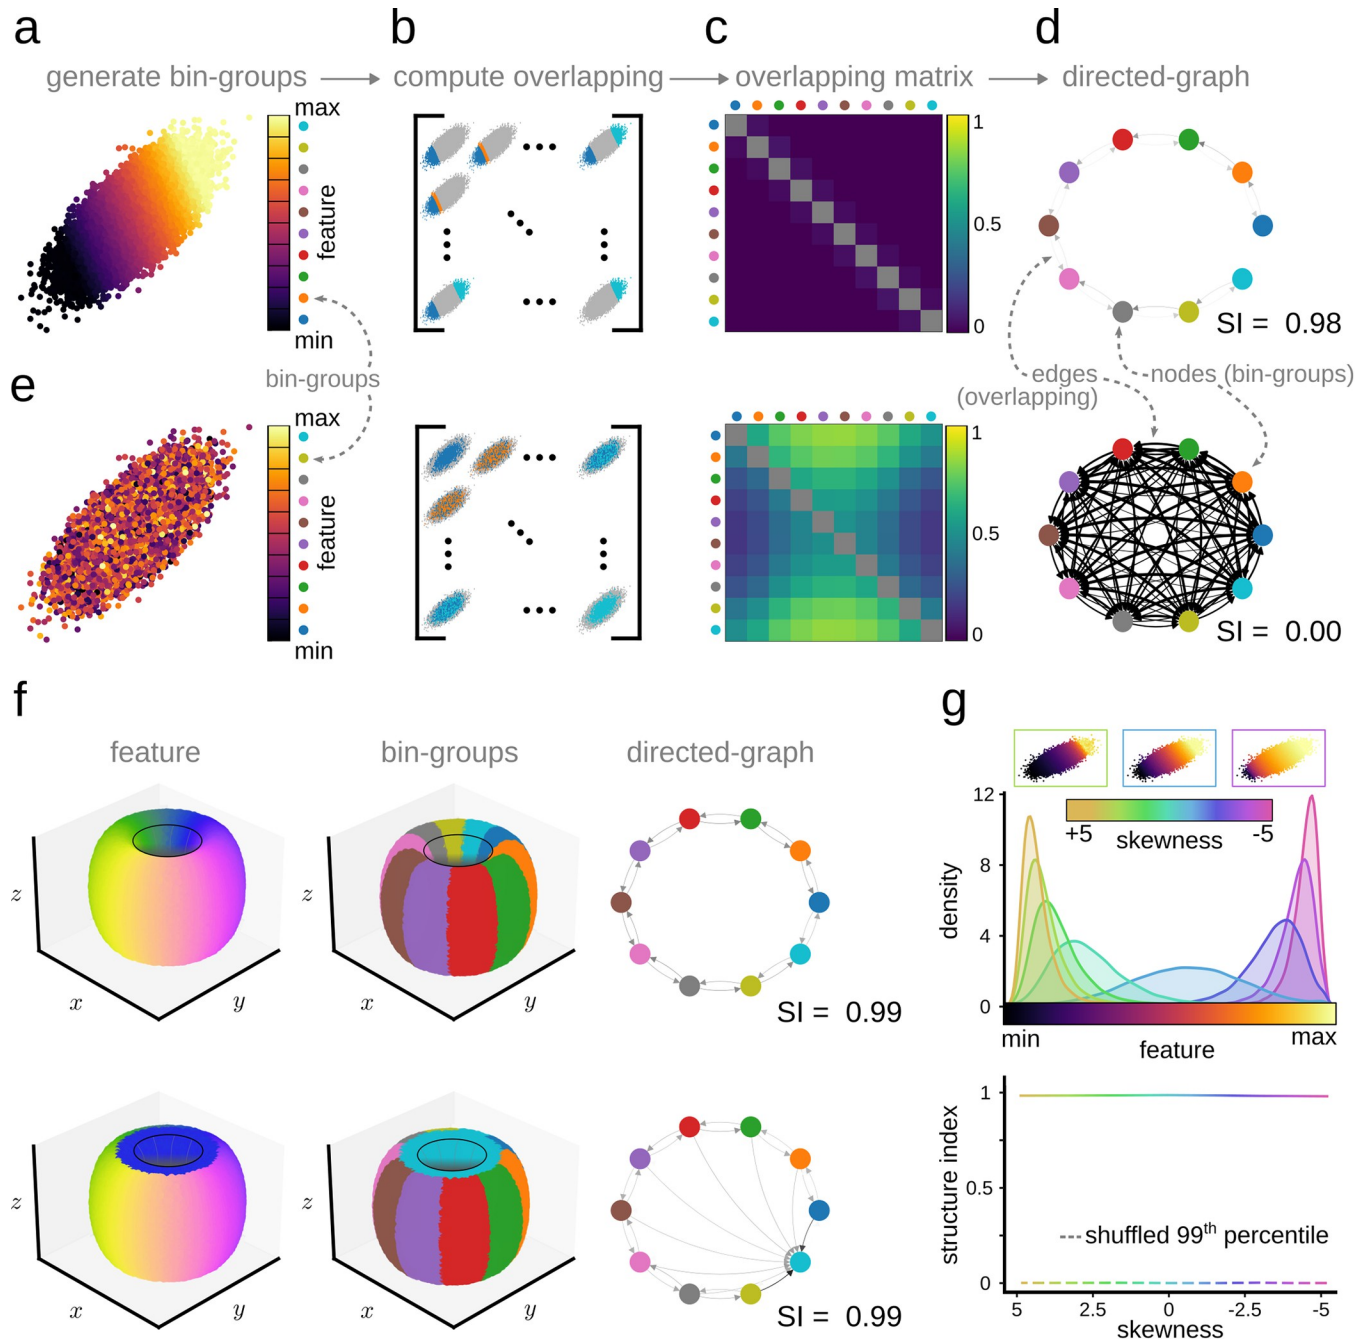 a
b
c
d
generate bin-groups
compute overlapping
overlapping matrix
directed-graph
max
feature
min
1
0.5
0
SI = 0.98
bin-groups
edges
(overlapping)
nodes (bin-groups)
e
max
feature
min
1
0.5
0
SI = 0.00
f
feature
bin-groups
directed-graph
z
x
y
z
x
y
SI = 0.99
z
x
y
z
x
y
SI = 0.99
g
12
8
4
0
density
+5
-5
skewness
min
max
feature
1
0.5
0
structure index
shuffled 99th percentile
5
2.5
0
-2.5
-5
skewness